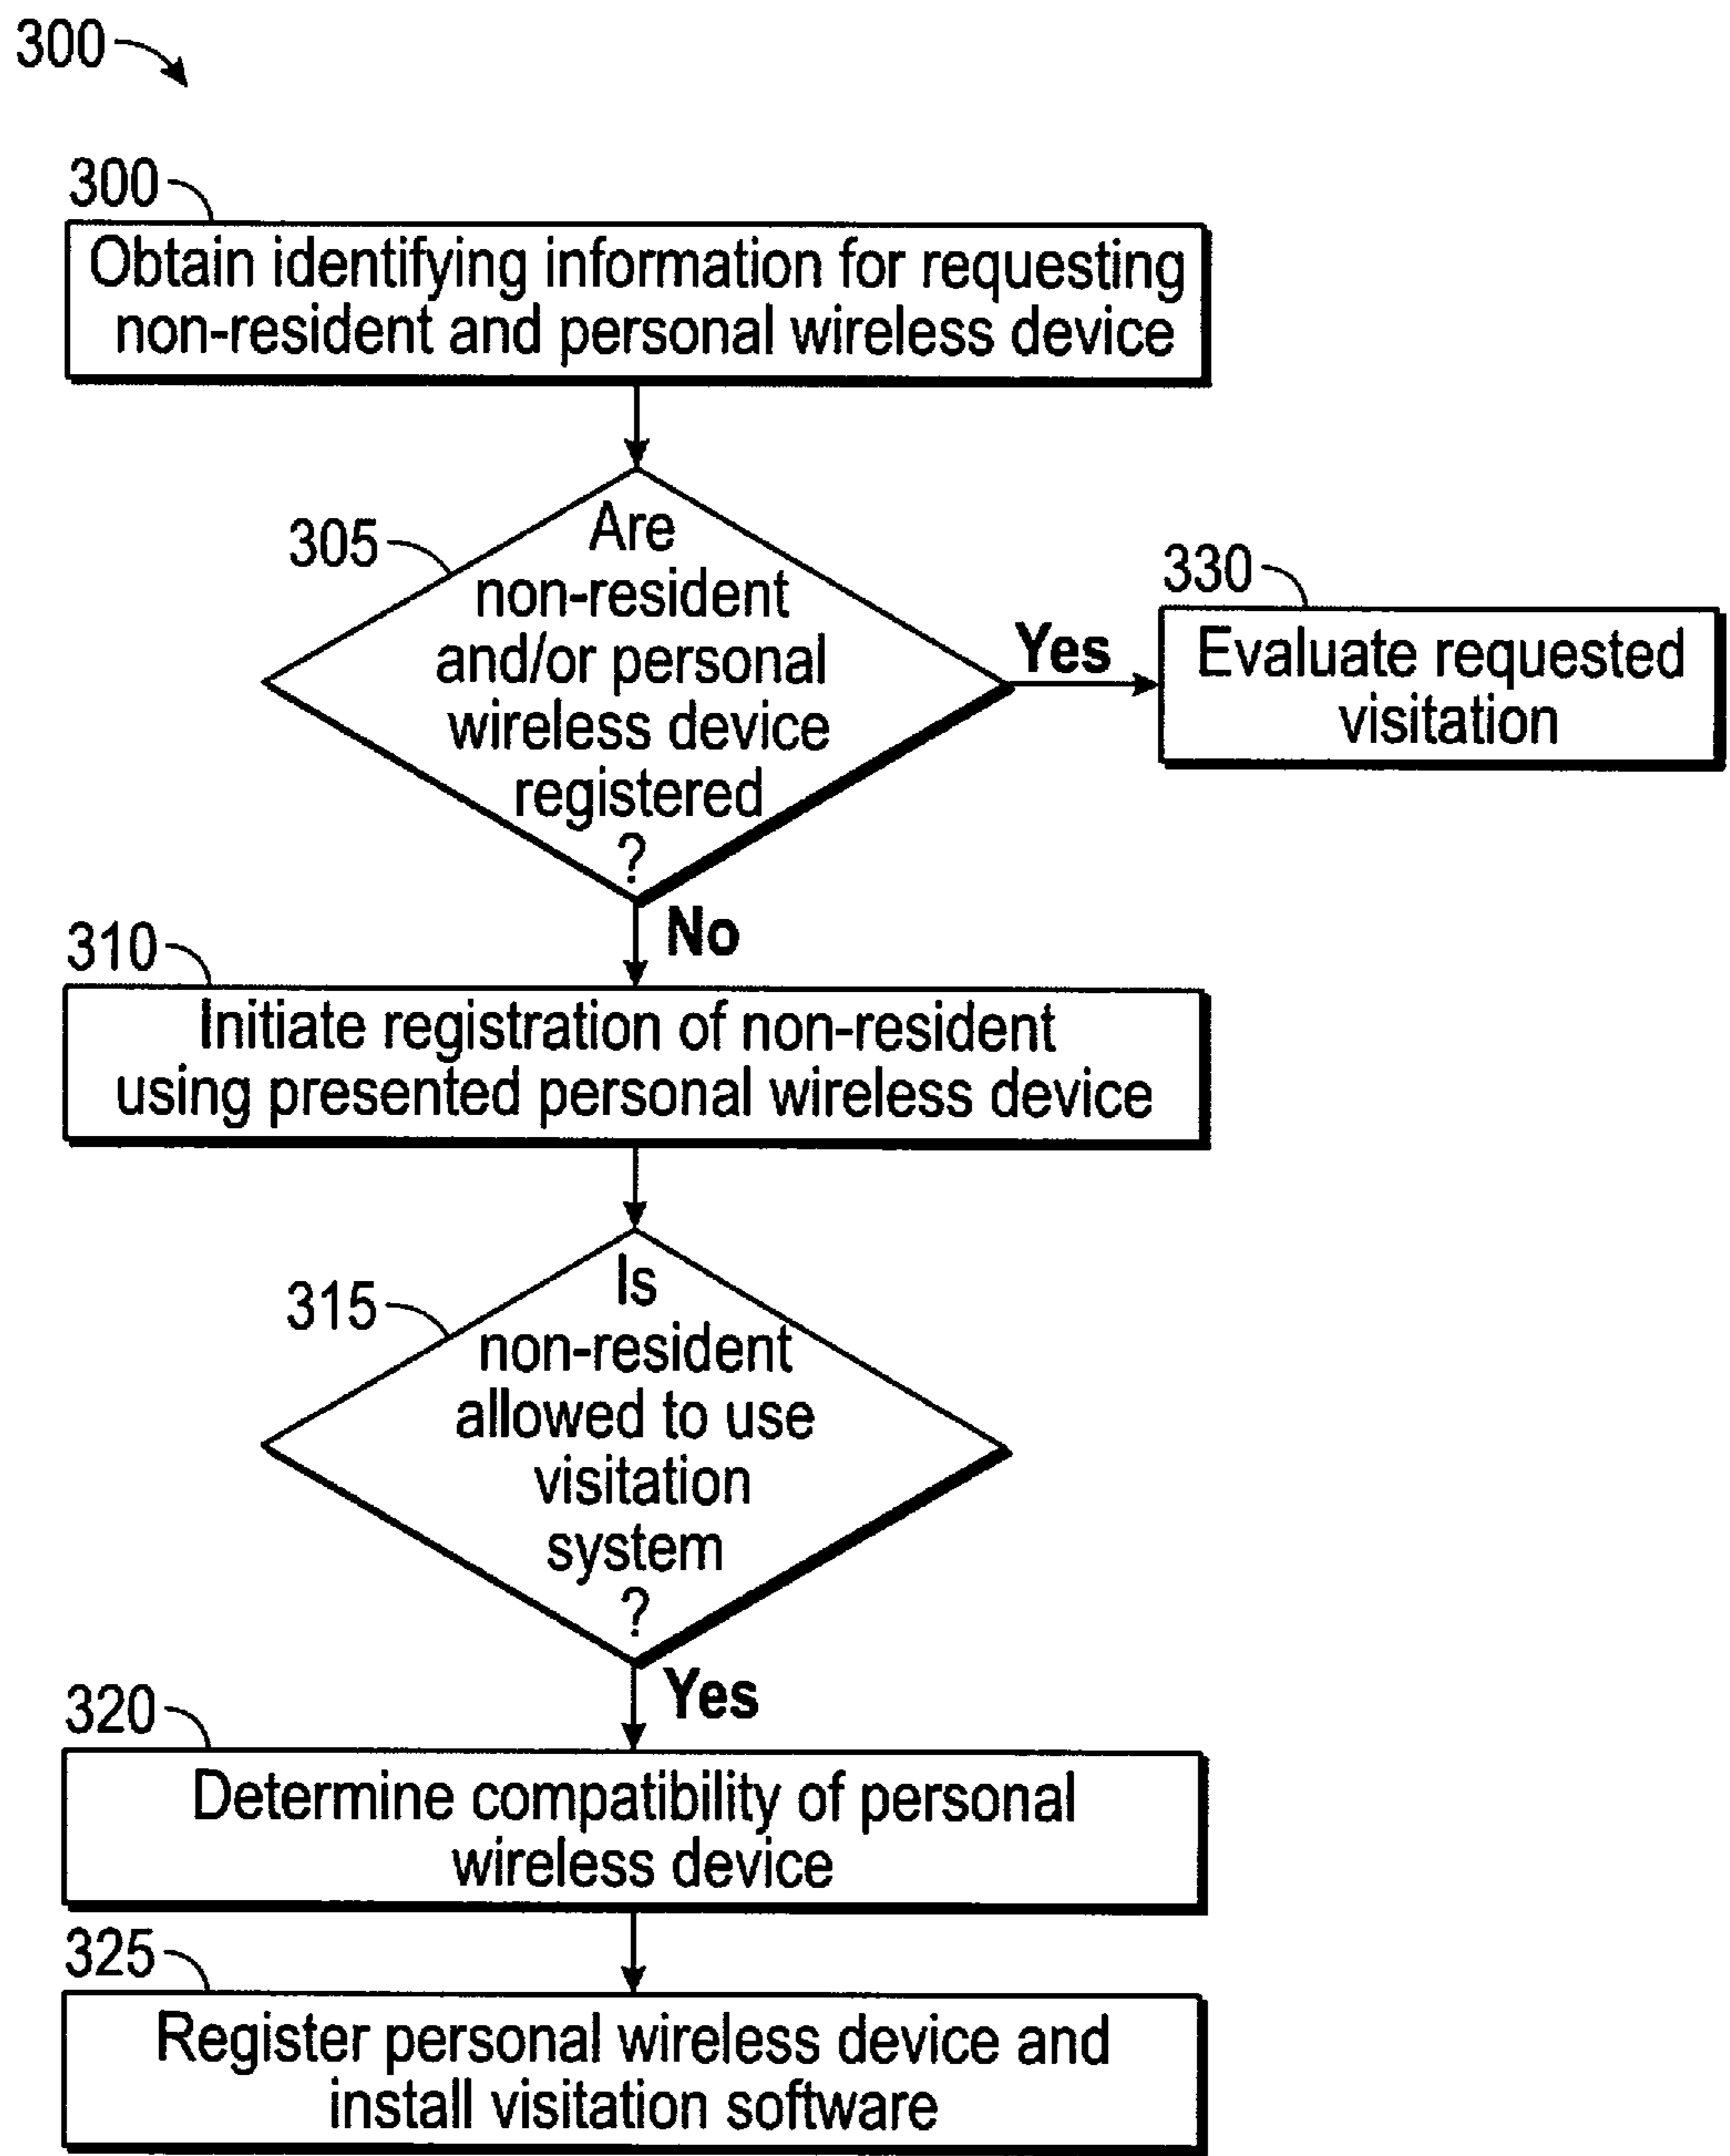 300
300
Obtain identifying information for requesting
non-resident and personal wireless device
305
Are
non-resident
and/or personal
wireless device
registered
?
Yes
330
Evaluate requested
visitation
No
310
Initiate registration of non-resident
using presented personal wireless device
315
Is
non-resident
allowed to use
visitation
system
?
Yes
320
Determine compatibility of personal
wireless device
325
Register personal wireless device and
install visitation software